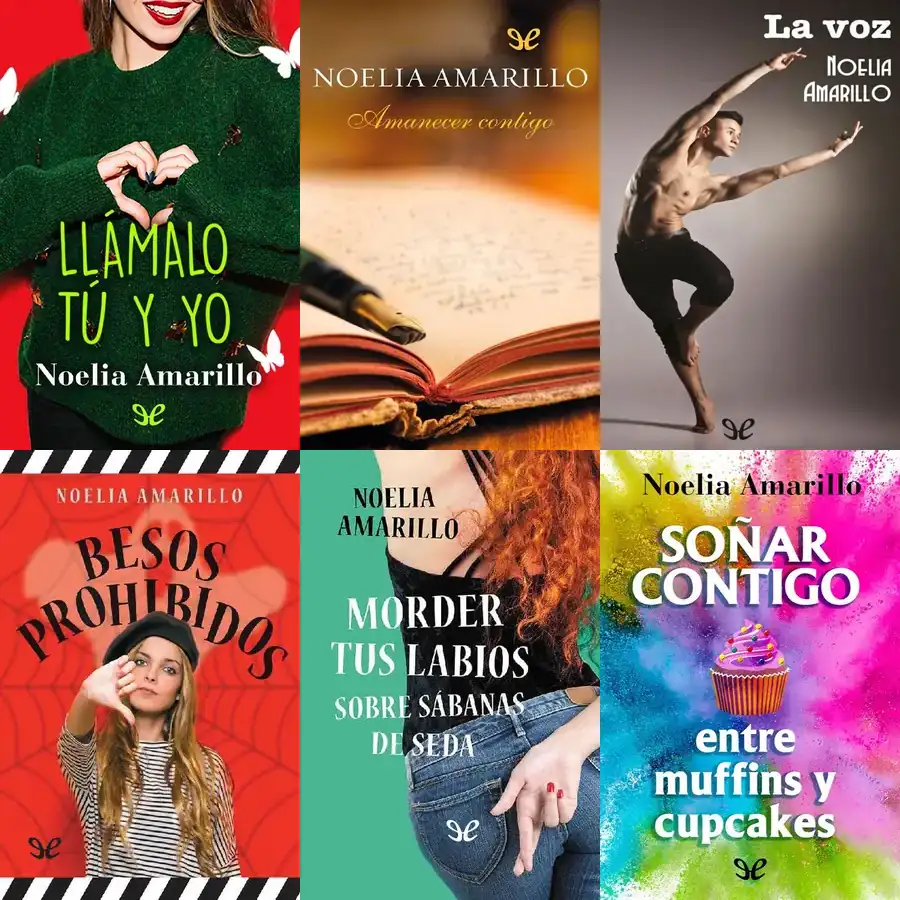 LLÁMALO
TÚ Y YO
Noelia Amarillo
NOELIA AMARILLO
Amanecer contigo
La voz
NOELIA
AMARILLO
NOELIA AMARILLO
BESOS
PROHIBIDOS
NOELIA
AMARILLO
MORDER
TUS LABIOS
SOBRE SÁBANAS
DE SEDA
Noelia Amarillo
SOÑAR
CONTIGO
entre
muffins y
cupcakes